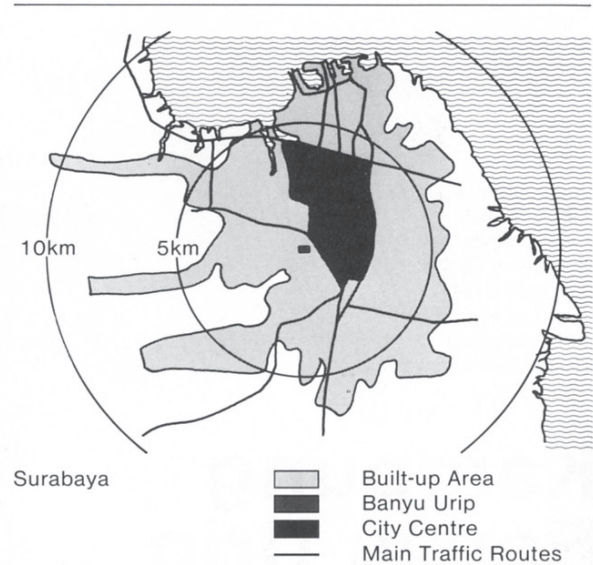 10km
5km
Surabaya
Built-up Area
Banyu Urip
City Centre
Main Traffic Routes